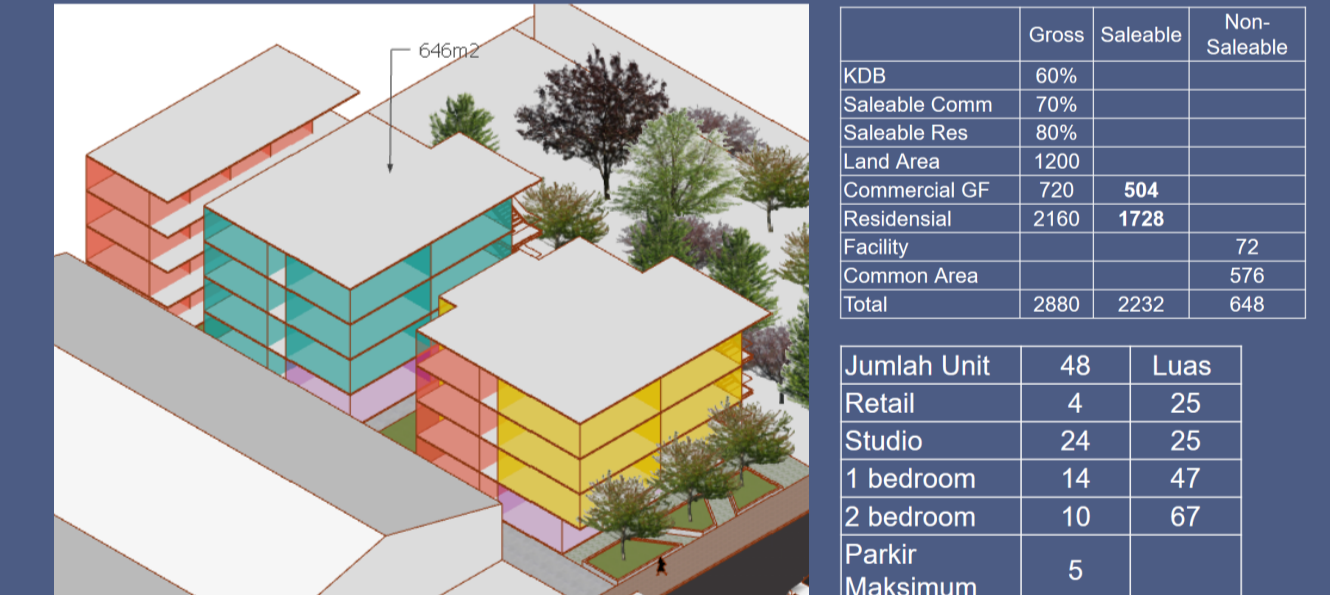 646m2
Gross Saleable Non-
Saleable
KDB 60%
Saleable Comm 70%
Saleable Res 80%
Land Area 1200
Commercial GF 720 504
Residensial 2160 1728
Facility 72
Common Area 576
Total 2880 2232 648
Jumlah Unit 48 Luas
Retail 4 25
Studio 24 25
1 bedroom 14 47
2 bedroom 10 67
Parkir
Maksimum 5